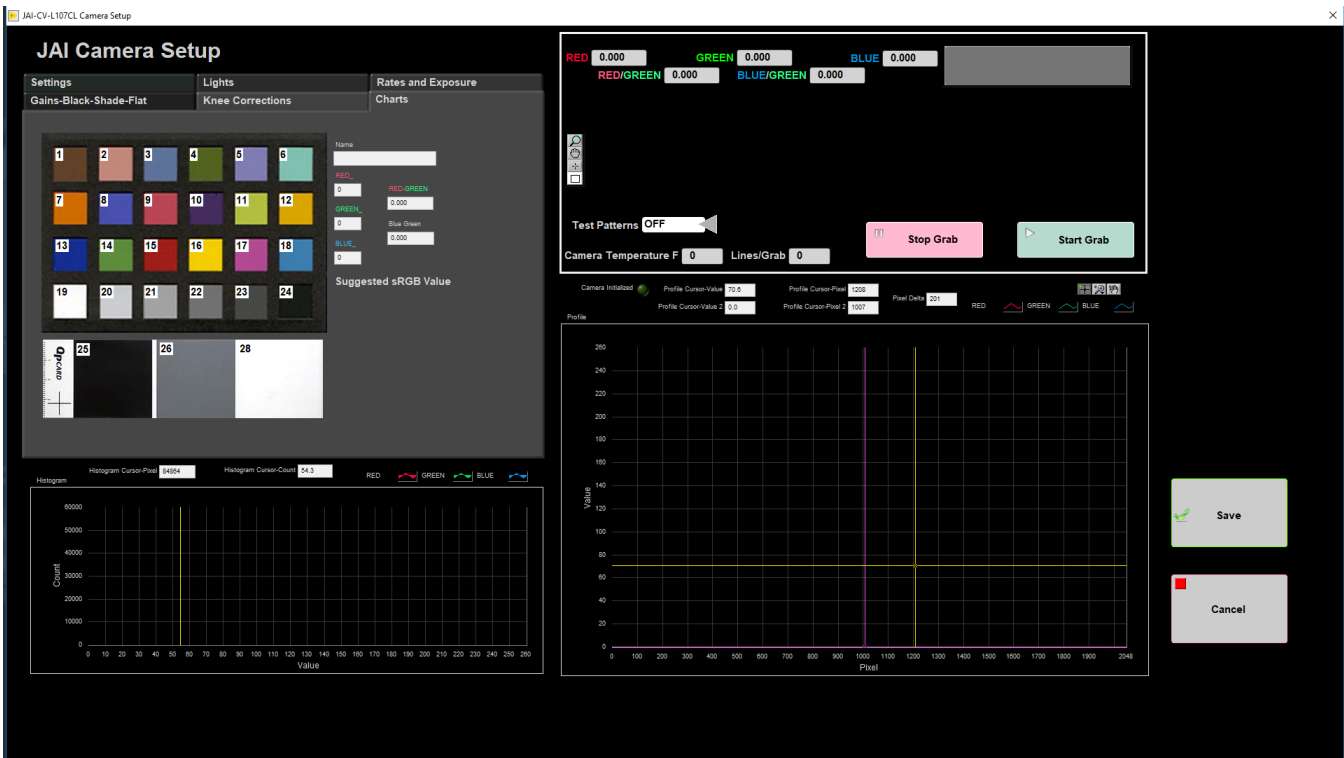 JAI-CV-L107CL Camera Setup
JAI Camera Setup
Settings Lights Rates and Exposure
Gains-Black-Shade-Flat Knee Corrections Charts
1 2 3 4 5 6
7 8 9 10 11 12
13 14 15 16 17 18
19 20 21 22 23 24
QPCARD 25 26 28
Name
RED_
0
RED-GREEN
0.000
GREEN_
0
Blue Green
0.000
BLUE_
0
Suggested sRGB Value
Histogram Cursor-Pixel 84864 Histogram Cursor-Count 54.3 RED GREEN BLUE
Histogram
60000
50000
40000
30000
20000
10000
0
Count
0 10 20 30 40 50 60 70 80 90 100 110 120 130 140 150 160 170 180 190 200 210 220 230 240 250 260
Value
RED 0.000 GREEN 0.000 BLUE 0.000
RED/GREEN 0.000 BLUE/GREEN 0.000
Test Patterns OFF
Stop Grab
Start Grab
Camera Temperature F 0 Lines/Grab 0
Camera Initialized Profile Cursor-Value 70.6 Profile Cursor-Pixel 1208
Pixel Delta 201 RED GREEN BLUE
Profile Cursor-Value 2 0.0 Profile Cursor-Pixel 2 1007
Profile
260
240
220
200
180
160
140
120
100
80
60
40
20
0
Value
0 100 200 300 400 500 600 700 800 900 1000 1100 1200 1300 1400 1500 1600 1700 1800 1900 2048
Pixel
Save
Cancel